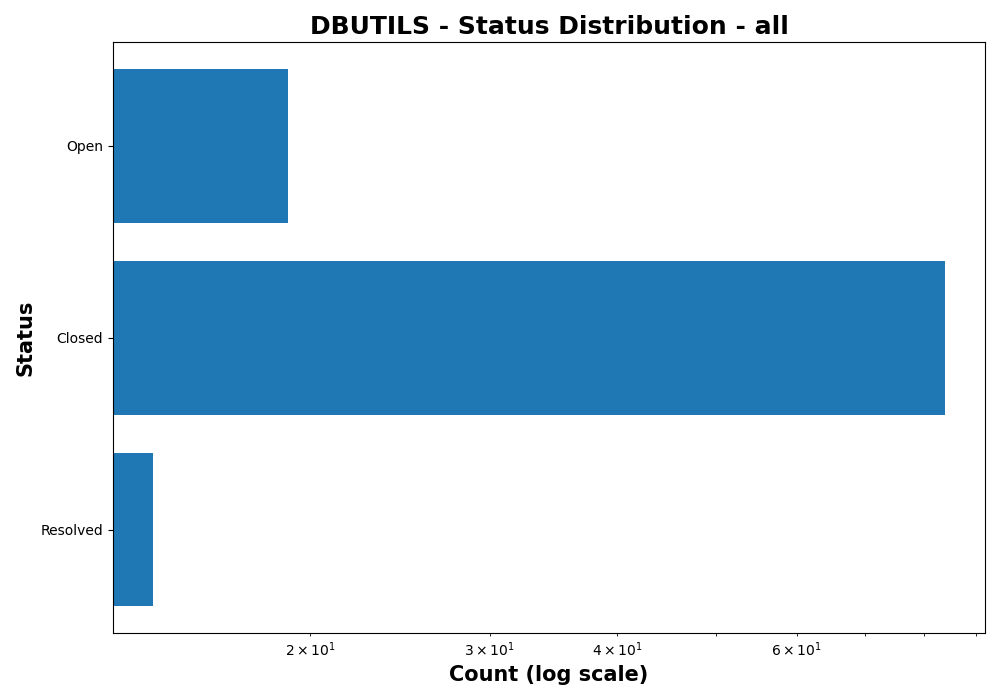 DBUTILS - Status Distribution - all
Status
Open
Closed
Resolved
2 × 10¹ 3 × 10¹ 4 × 10¹ 6 × 10¹
Count (log scale)